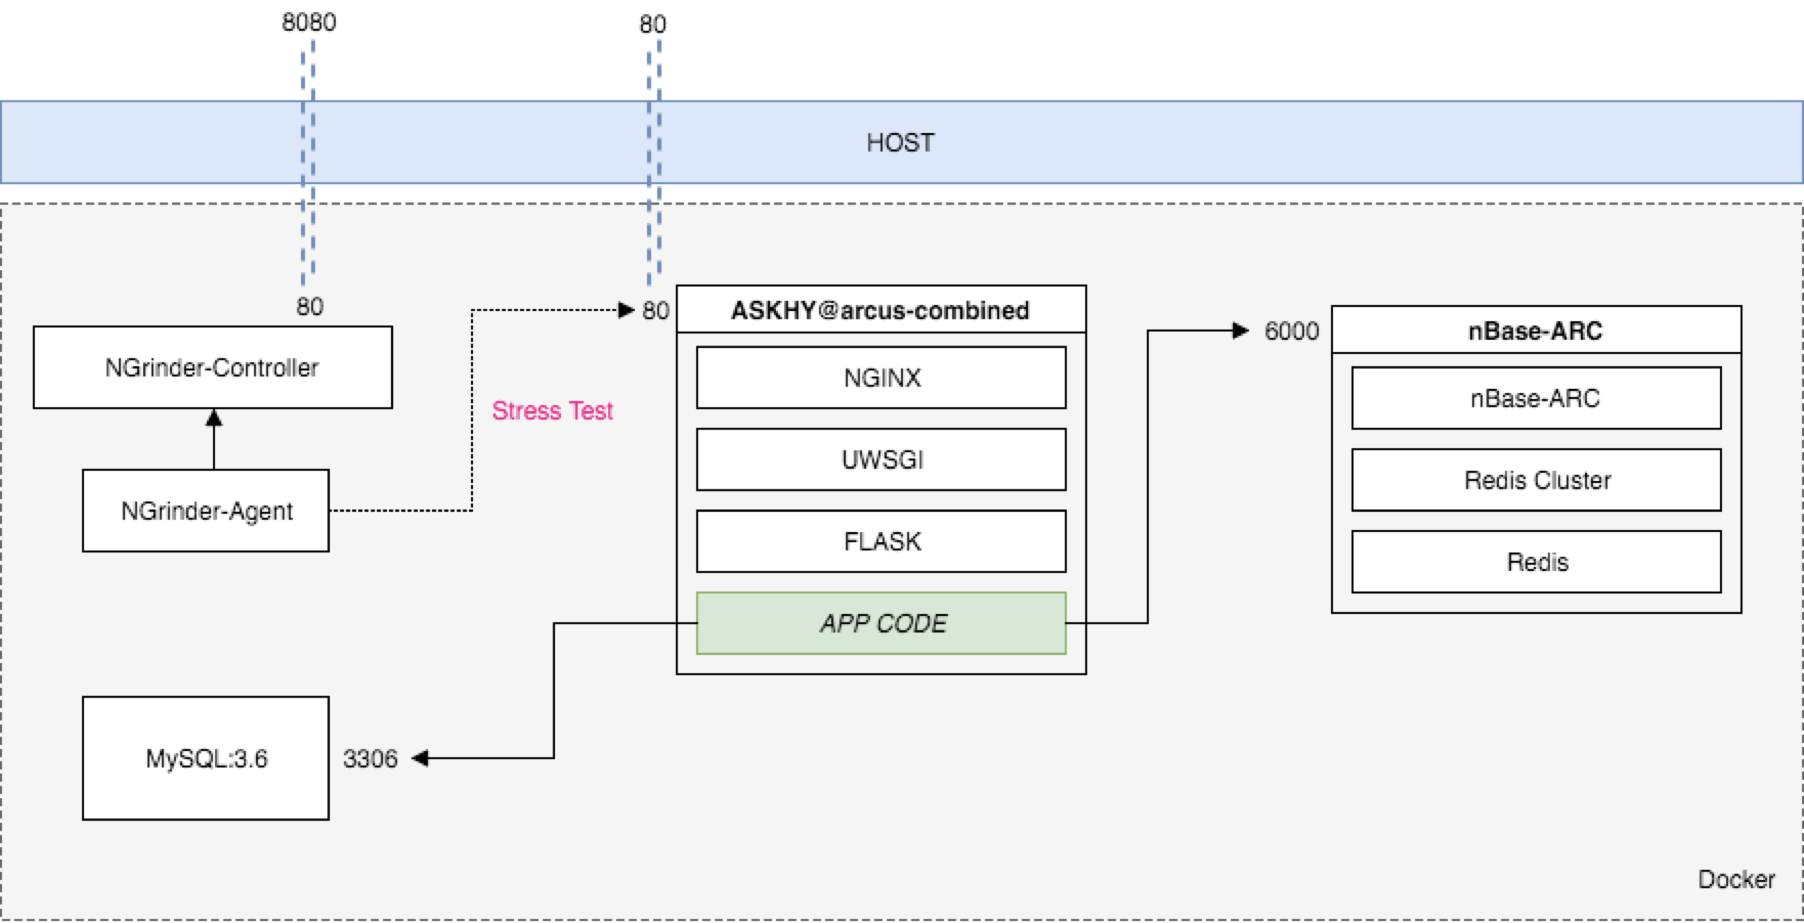 8080
80
HOST
80
80
ASKHY@arcus-combined
6000
nBase-ARC
NGrinder-Controller
NGINX
nBase-ARC
Stress Test
UWSGI
Redis Cluster
NGrinder-Agent
FLASK
Redis
APP CODE
MySQL:3.6
3306
Docker